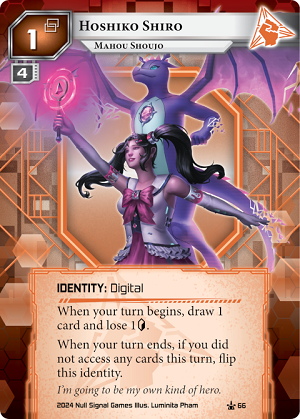 1
Hoshiko Shiro
Mahou Shoujo
4
IDENTITY: Digital
When your turn begins, draw 1
card and lose 1.
When your turn ends, if you did
not access any cards this turn, flip
this identity.
I'm going to be my own kind of hero.
2024 Null Signal Games Illus. Luminita Pham
66